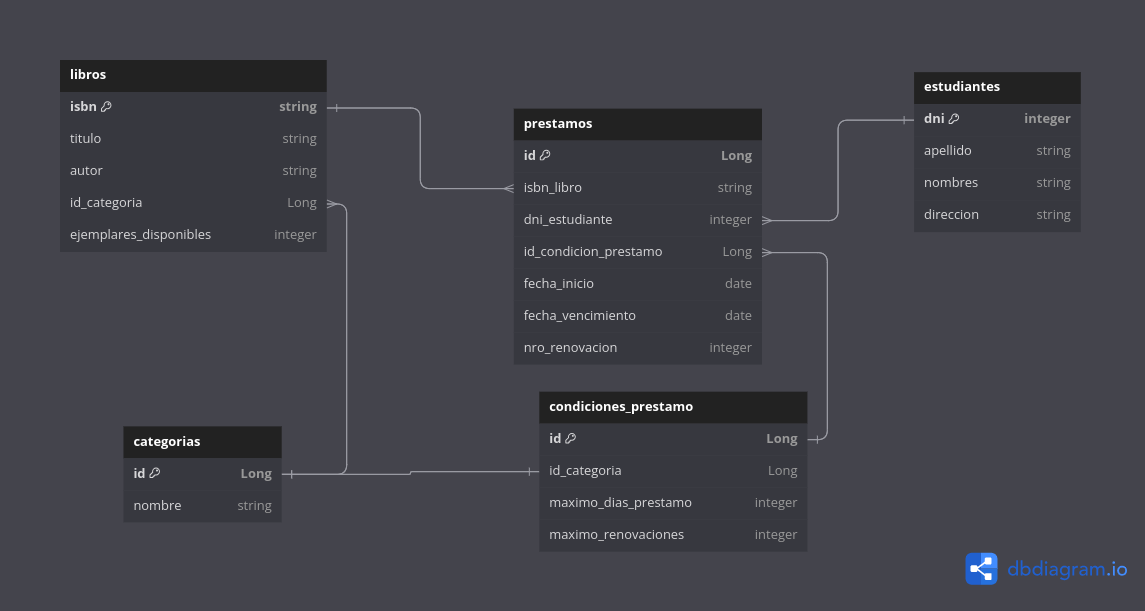 libros
isbn string
titulo string
autor string
id_categoria Long
ejemplares_disponibles integer
prestamos
id Long
isbn_libro string
dni_estudiante integer
id_condicion_prestamo Long
fecha_inicio date
fecha_vencimiento date
nro_renovacion integer
estudiantes
dni integer
apellido string
nombres string
direccion string
categorias
id Long
nombre string
condiciones_prestamo
id Long
id_categoria Long
maximo_dias_prestamo integer
maximo_renovaciones integer
dbdiagram.io